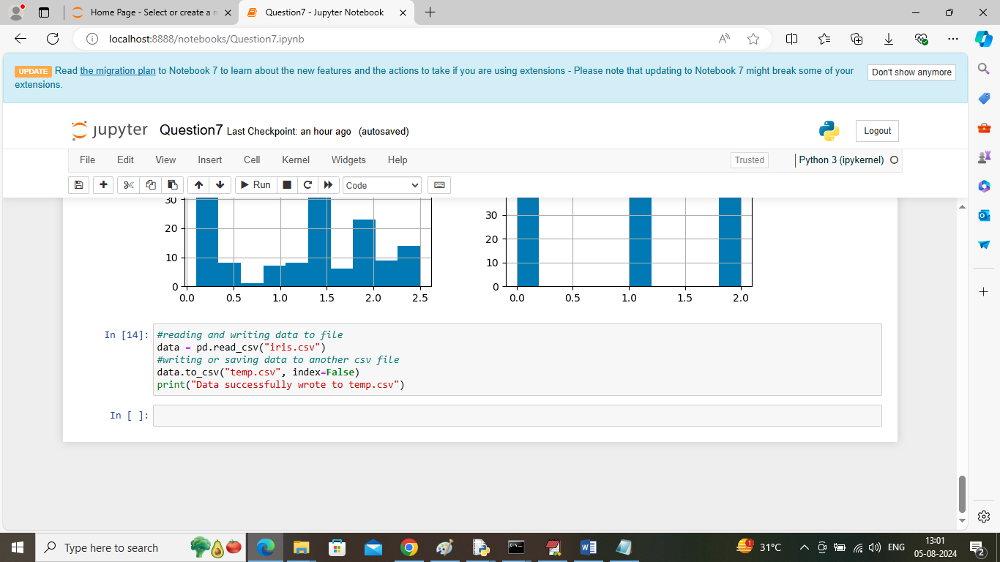 Home Page - Select or create a n
Question7 - Jupyter Notebook
localhost:8888/notebooks/Question7.ipynb
UPDATE Read the migration plan to Notebook 7 to learn about the new features and the actions to take if you are using extensions - Please note that updating to Notebook 7 might break some of your
extensions.
Don't show anymore
jupyter Question7 Last Checkpoint: an hour ago (autosaved)
Logout
File Edit View Insert Cell Kernel Widgets Help
Trusted
Python 3 (ipykernel)
Run
Code
30
20
10
0
0.0 0.5 1.0 1.5 2.0 2.5
30
20
10
0
0.0 0.5 1.0 1.5 2.0
In [14]:
#reading and writing data to file
data = pd.read_csv("iris.csv")
#writing or saving data to another csv file
data.to_csv("temp.csv", index=False)
print("Data successfully wrote to temp.csv")
In [ ]:
Type here to search
1
31°C
ENG
13:01
05-08-2024
2